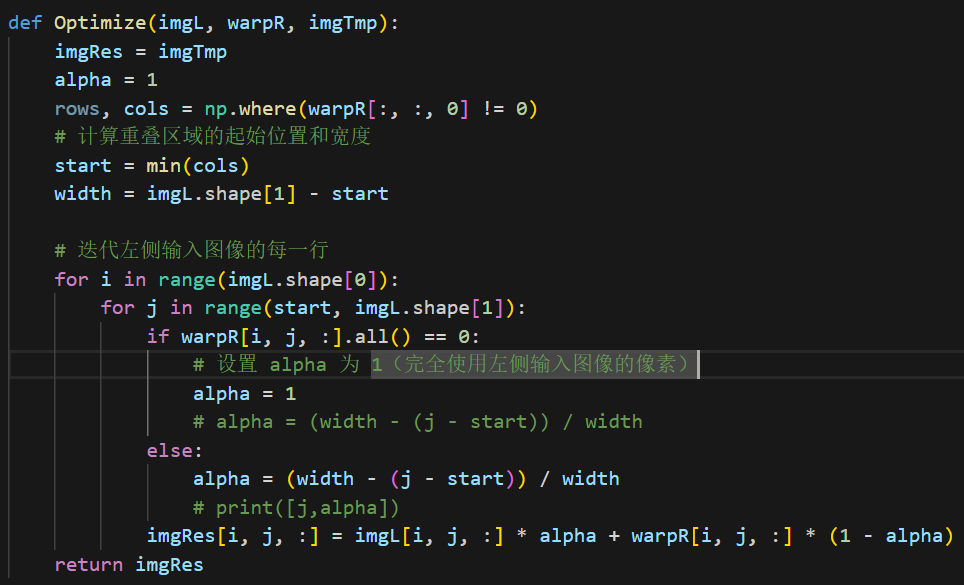 def Optimize(imgL, warpR, imgTmp):
    imgRes = imgTmp
    alpha = 1
    rows, cols = np.where(warpR[:, :, 0] != 0)
    # 计算重叠区域的起始位置和宽度
    start = min(cols)
    width = imgL.shape[1] - start

    # 迭代左侧输入图像的每一行
    for i in range(imgL.shape[0]):
        for j in range(start, imgL.shape[1]):
            if warpR[i, j, :].all() == 0:
                # 设置 alpha 为 1（完全使用左侧输入图像的像素）
                alpha = 1
                # alpha = (width - (j - start)) / width
            else:
                alpha = (width - (j - start)) / width
                # print([j,alpha])
            imgRes[i, j, :] = imgL[i, j, :] * alpha + warpR[i, j, :] * (1 - alpha)
    return imgRes